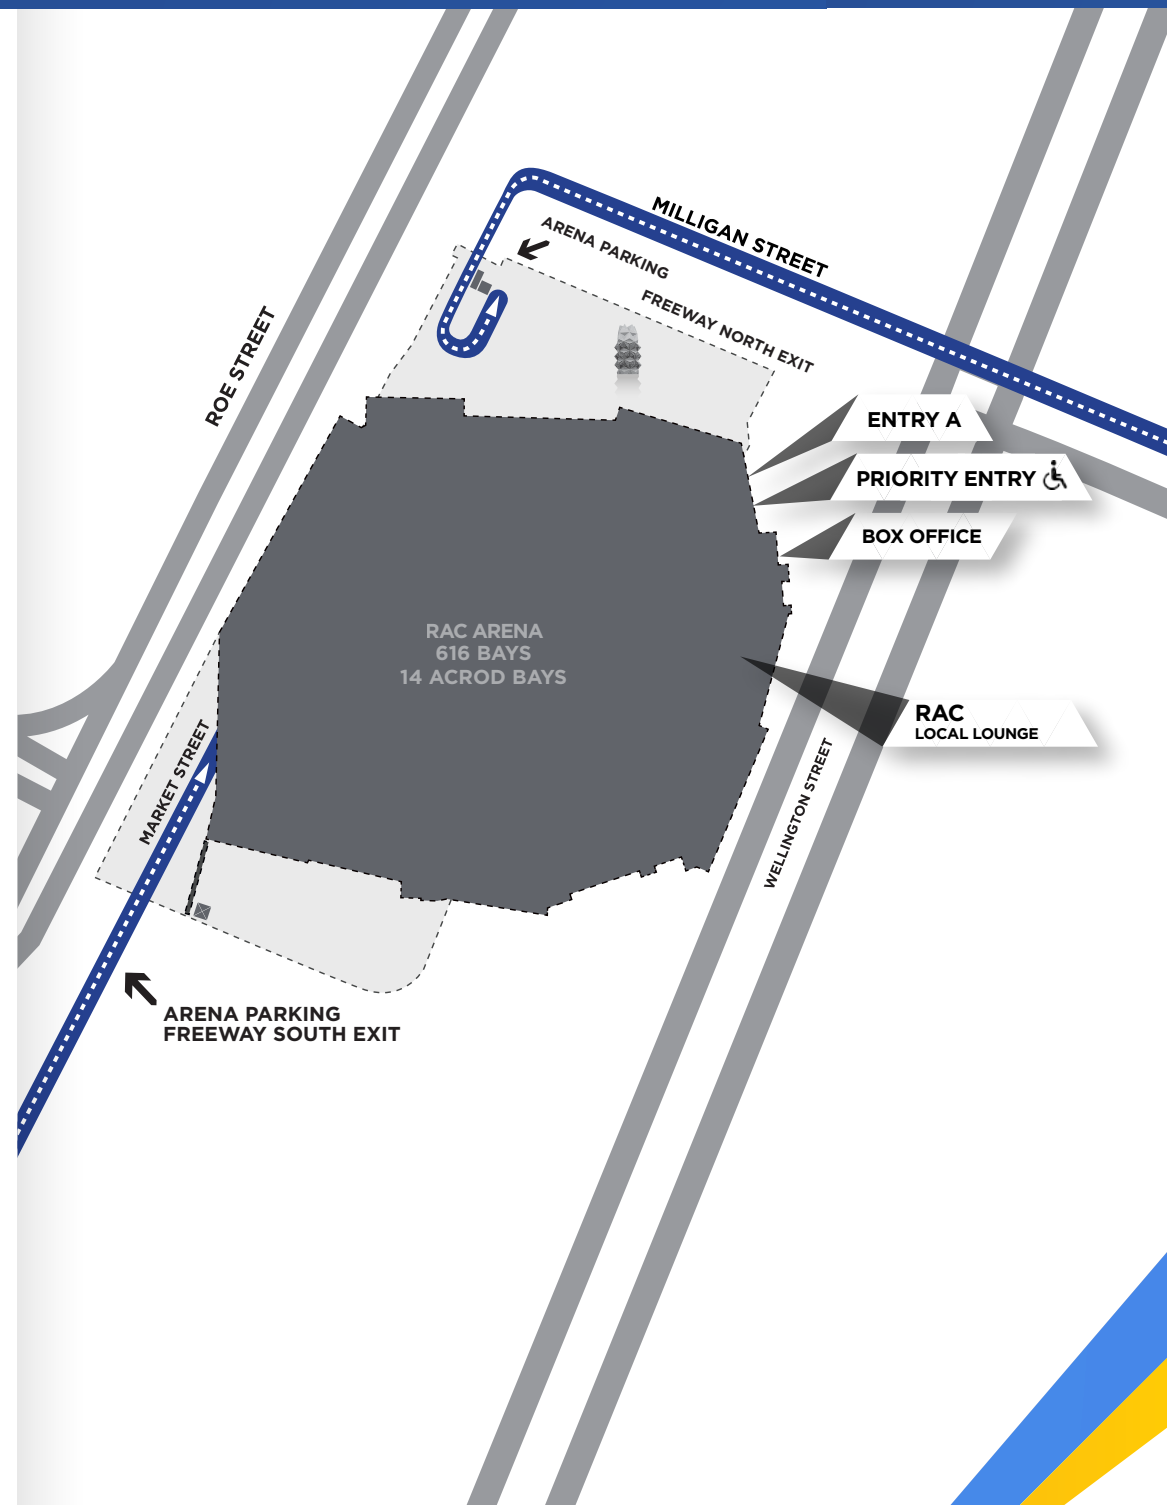 MILLIGAN STREET
ARENA PARKING
FREEWAY NORTH EXIT
ROE STREET
ENTRY A
PRIORITY ENTRY
BOX OFFICE
RAC ARENA
616 BAYS
14 ACROD BAYS
RAC
LOCAL LOUNGE
MARKET STREET
WELLINGTON STREET
ARENA PARKING
FREEWAY SOUTH EXIT